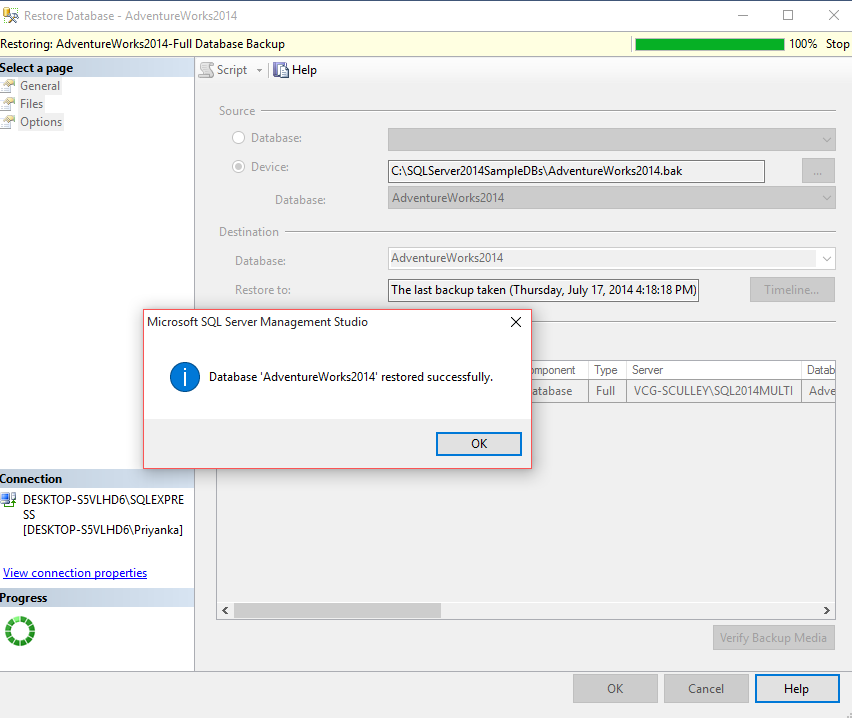 Restore Database - AdventureWorks2014
Restoring: AdventureWorks2014-Full Database Backup
100% Stop
Select a page
General
Files
Options
Script
Help
Source
Database:
Device:
C:\SQLServer2014SampleDBs\AdventureWorks2014.bak
...
Database:
AdventureWorks2014
Destination
Database:
AdventureWorks2014
Restore to:
The last backup taken (Thursday, July 17, 2014 4:18:18 PM)
Timeline...
Microsoft SQL Server Management Studio
Database 'AdventureWorks2014' restored successfully.
OK
omponent Type Server Datab
atabase Full VCG-SCULLEY\SQL2014MULTI Adve
Connection
DESKTOP-S5VLHD6\SQLEXPRE
SS
[DESKTOP-S5VLHD6\Priyanka]
View connection properties
Progress
Verify Backup Media
OK
Cancel
Help